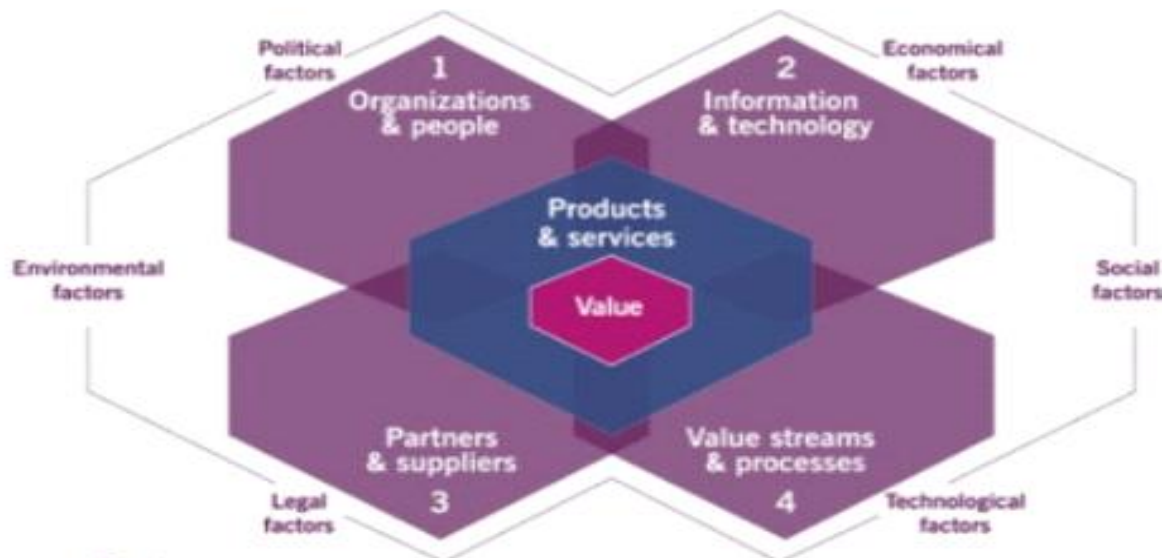 Political
factors
Economical
factors
1
Organizations
& people
2
Information
& technology
Products
& services
Environmental
factors
Value
Social
factors
Partners
& suppliers
3
Value streams
& processes
4
Legal
factors
Technological
factors